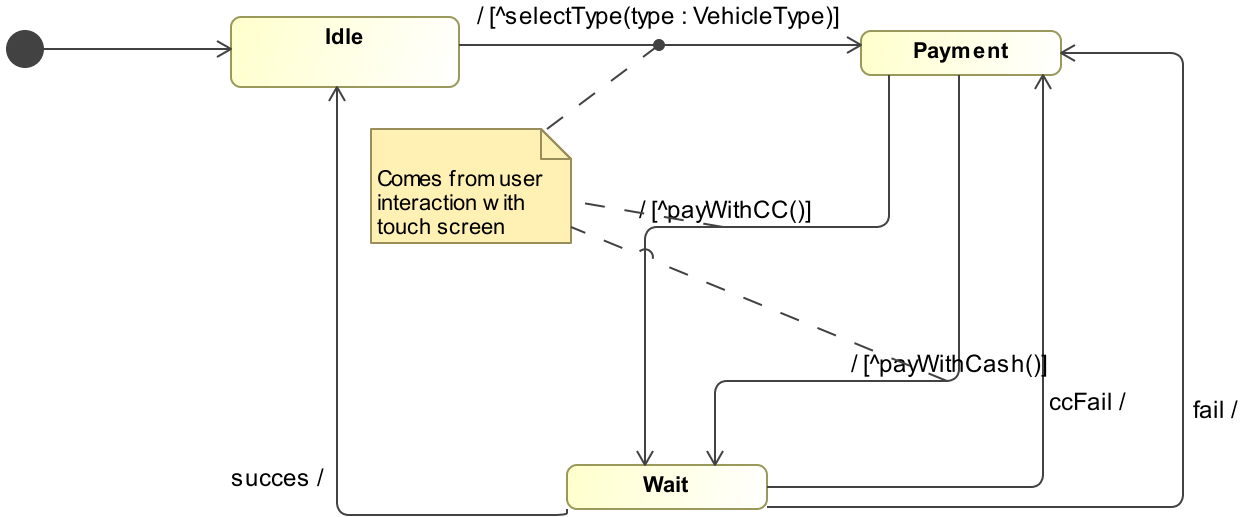 / [^selectType(type : VehicleType)]
Idle
Payment
Comes from user
interaction with
touch screen
/ [^payWithCC()]
/ [^payWithCash()]
ccFail /
fail /
succes /
Wait